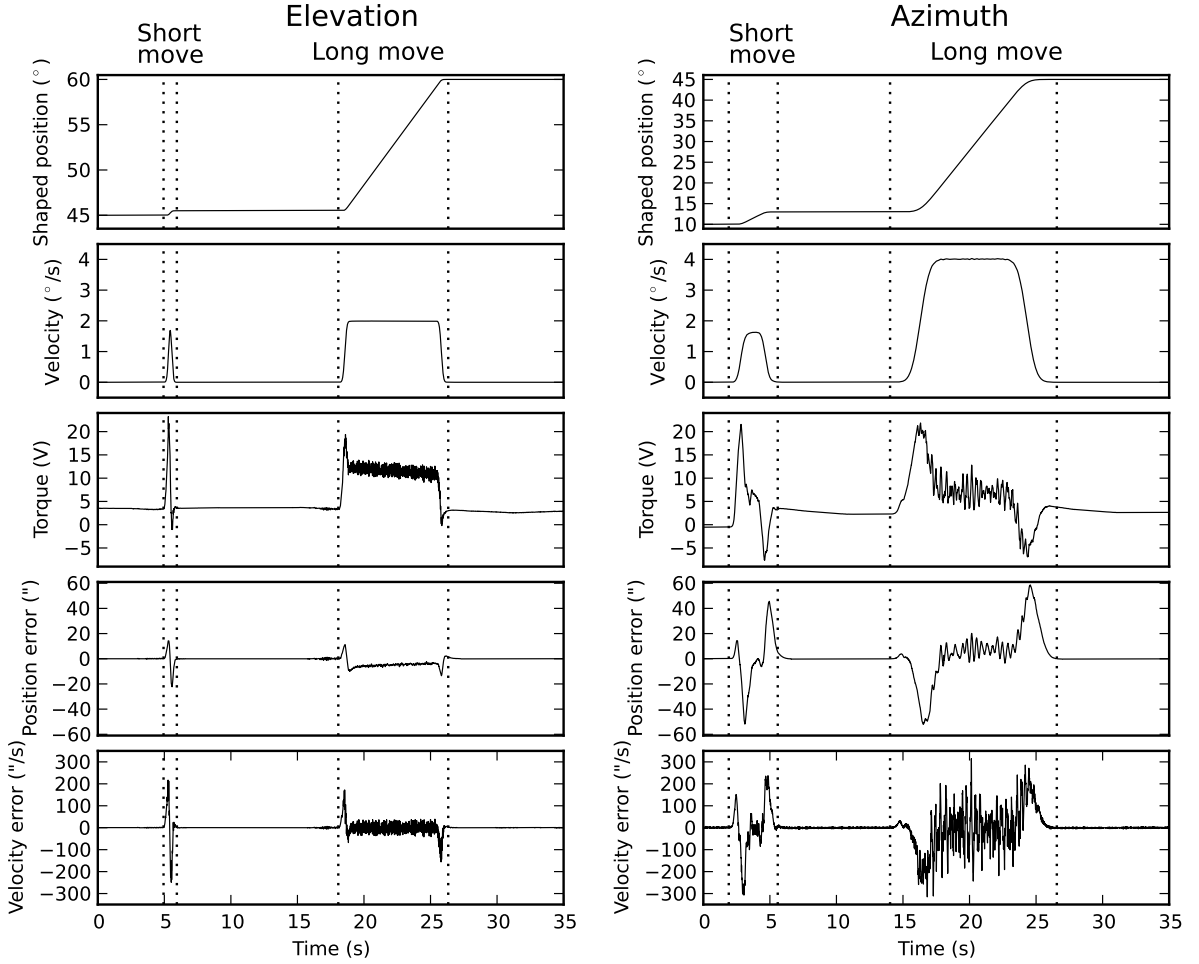 Elevation
Short
move
Long move
Shaped position (°)
60
55
50
45
Velocity (°/s)
4
3
2
1
0
Torque (V)
20
15
10
5
0
−5
Position error (")
60
40
20
0
−20
−40
−60
Velocity error ("/s)
300
200
100
0
−100
−200
−300
0 5 10 15 20 25 30 35
Time (s)
Azimuth
Short
move
Long move
Shaped position (°)
45
40
35
30
25
20
15
10
Velocity (°/s)
4
3
2
1
0
Torque (V)
20
15
10
5
0
−5
Position error (")
60
40
20
0
−20
−40
−60
Velocity error ("/s)
300
200
100
0
−100
−200
−300
0 5 10 15 20 25 30 35
Time (s)